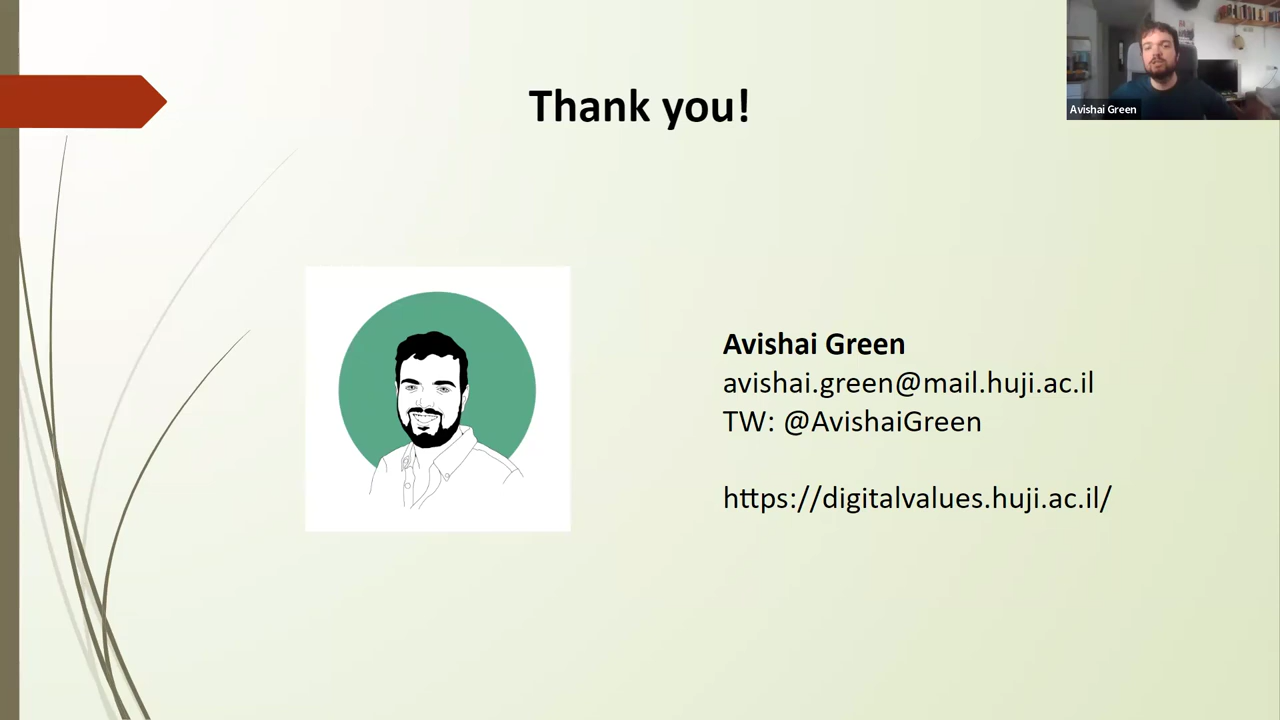 Thank you!
Avishai Green
Avishai Green
avishai.green@mail.huji.ac.il
TW: @AvishaiGreen
https://digitalvalues.huji.ac.il/